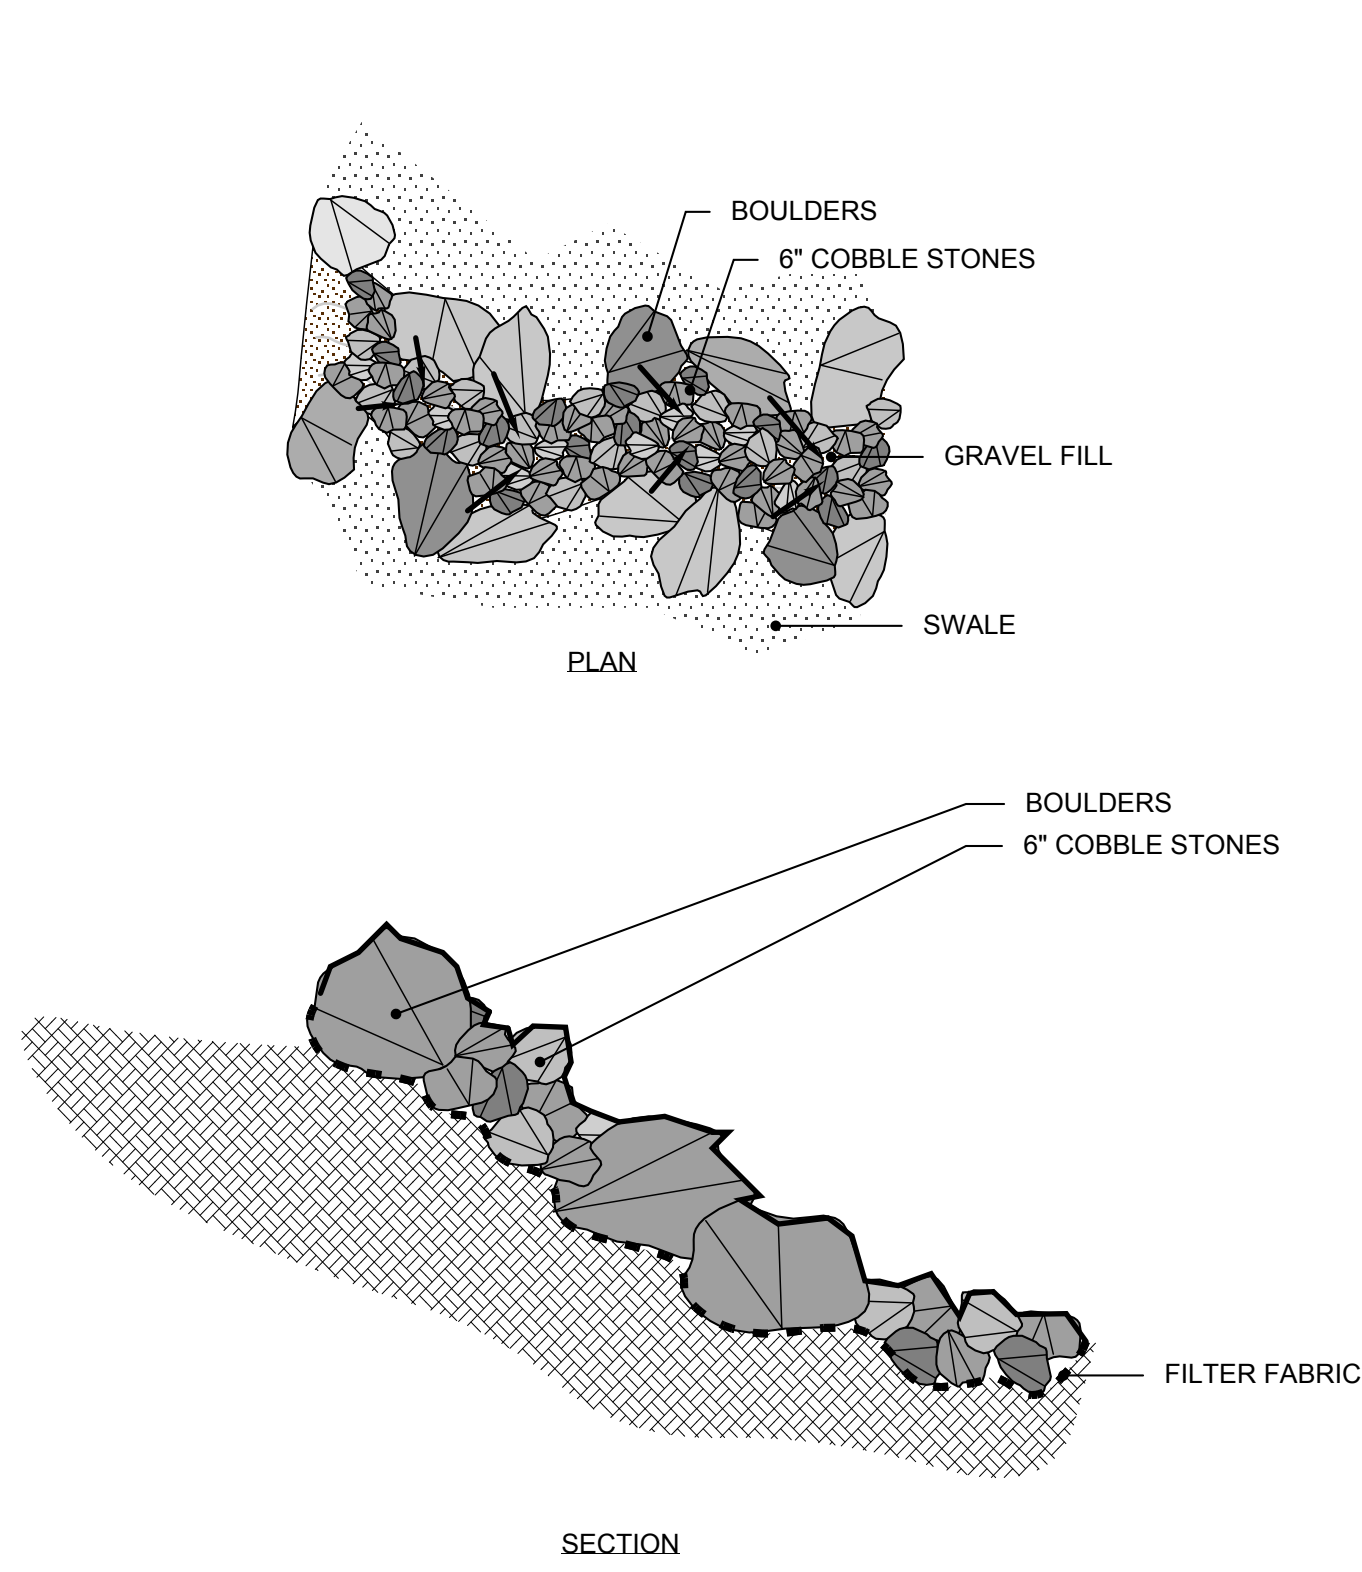 BOULDERS
6" COBBLE STONES
GRAVEL FILL
SWALE
PLAN
BOULDERS
6" COBBLE STONES
FILTER FABRIC
SECTION